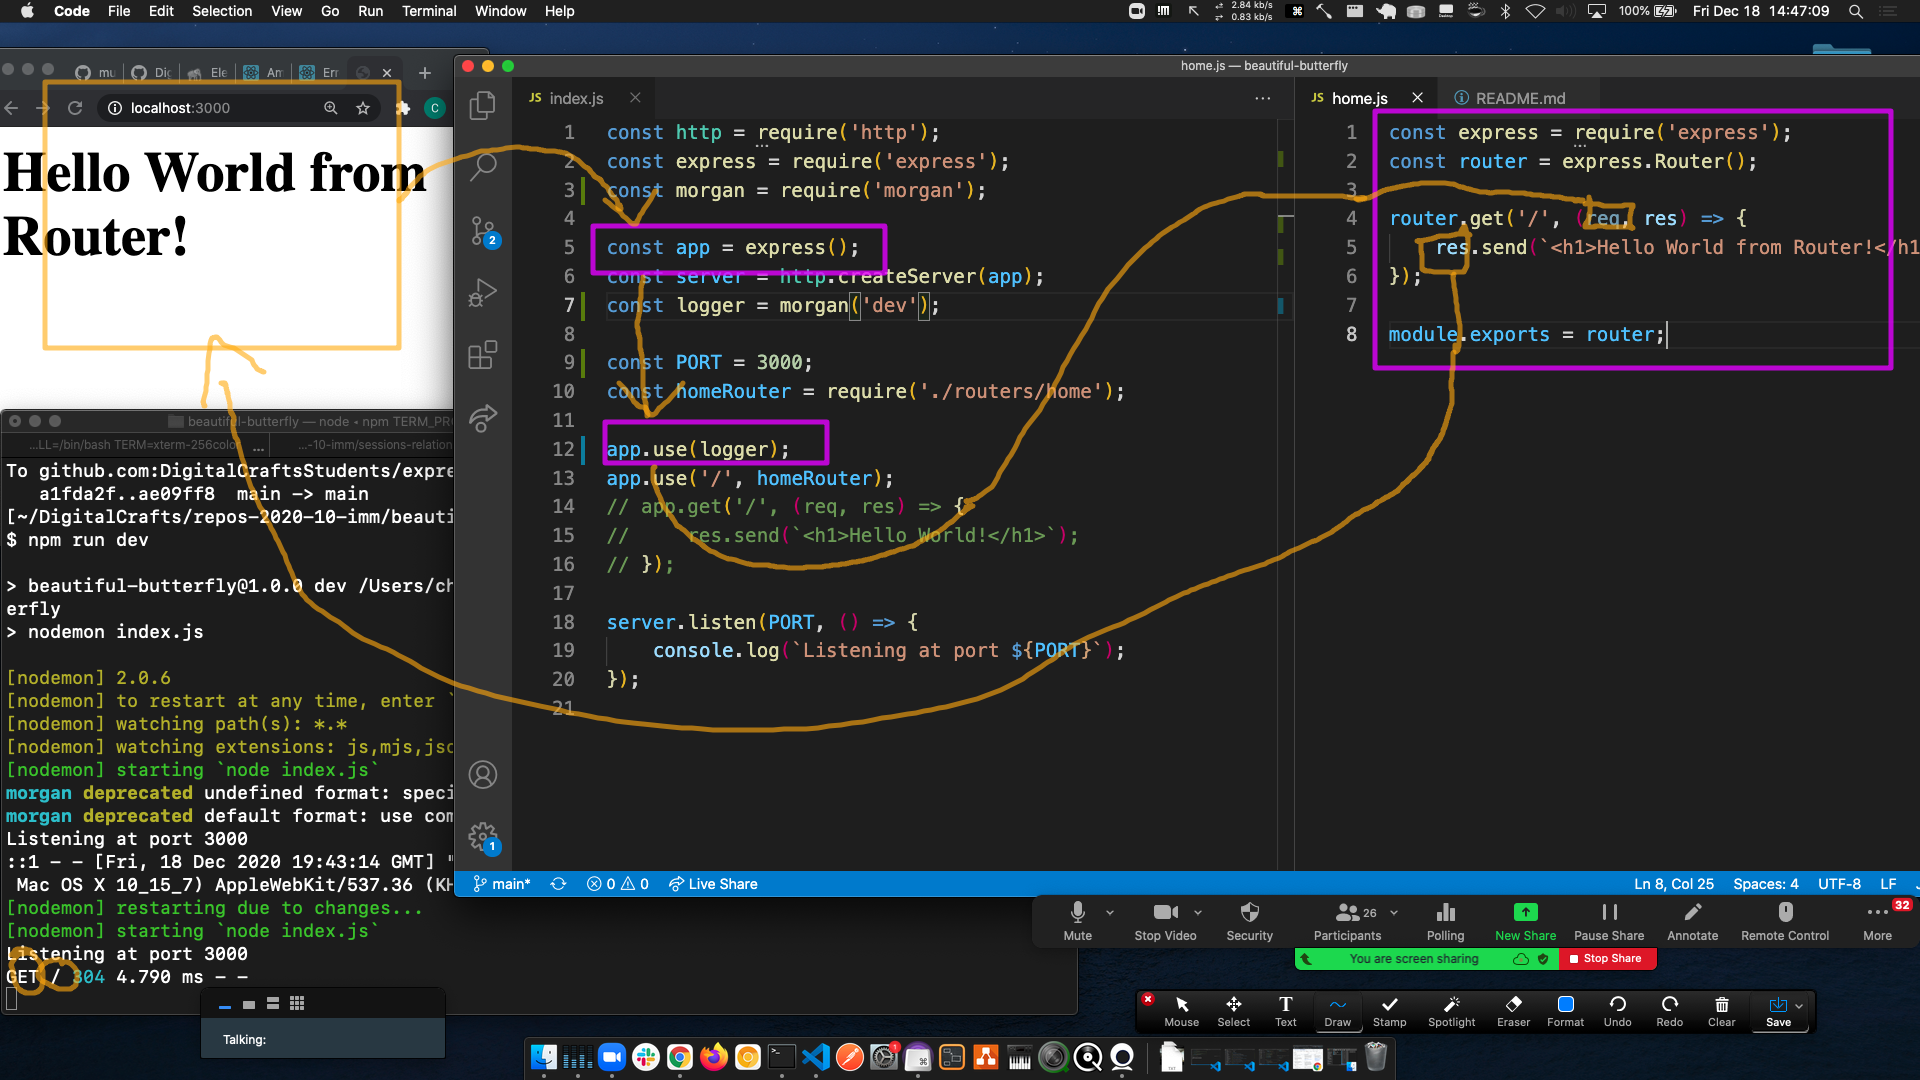 Code File Edit Selection View Go Run Terminal Window Help
2.84 kb/s
0.83 kb/s
100%
Fri Dec 18 14:47:09
mu
Dig
Ele
Am
Err
localhost:3000
C
Hello World from
Router!
home.js — beautiful-butterfly
JS index.js
1 const http = require('http');
2 const express = require('express');
3 const morgan = require('morgan');
4
5 const app = express();
6 const server = http.createServer(app);
7 const logger = morgan('dev');
8
9 const PORT = 3000;
10 const homeRouter = require('./routers/home');
11
12 app.use(logger);
13 app.use('/', homeRouter);
14 // app.get('/', (req, res) => {
15 //     res.send(`<h1>Hello World!</h1>`);
16 // });
17
18 server.listen(PORT, () => {
19     console.log(`Listening at port ${PORT}`);
20 });
21
JS home.js
README.md
1 const express = require('express');
2 const router = express.Router();
3
4 router.get('/', (req, res) => {
5     res.send(`<h1>Hello World from Router!</h1
6 });
7
8 module.exports = router;
2
1
main*
0 0
Live Share
Ln 8, Col 25
Spaces: 4
UTF-8
LF
beautiful-butterfly — node • npm TERM_PR
...LL=/bin/bash TERM=xterm-256color ...
...-10-imm/sessions-relation
To github.com:DigitalCraftsStudents/expre
a1fda2f..ae09ff8 main -> main
[~/DigitalCrafts/repos-2020-10-imm/beauti
$ npm run dev
> beautiful-butterfly@1.0.0 dev /Users/ch
erfly
> nodemon index.js
[nodemon] 2.0.6
[nodemon] to restart at any time, enter `
[nodemon] watching path(s): *.*
[nodemon] watching extensions: js,mjs,jso
[nodemon] starting `node index.js`
morgan deprecated undefined format: speci
morgan deprecated default format: use com
Listening at port 3000
::1 - - [Fri, 18 Dec 2020 19:43:14 GMT] "
Mac OS X 10_15_7) AppleWebKit/537.36 (KH
[nodemon] restarting due to changes...
[nodemon] starting `node index.js`
Listening at port 3000
GET / 304 4.790 ms - -
Talking:
26
32
Mute
Stop Video
Security
Participants
Polling
New Share
Pause Share
Annotate
Remote Control
More
You are screen sharing
Stop Share
Mouse
Select
Text
Draw
Stamp
Spotlight
Eraser
Format
Undo
Redo
Clear
Save
1